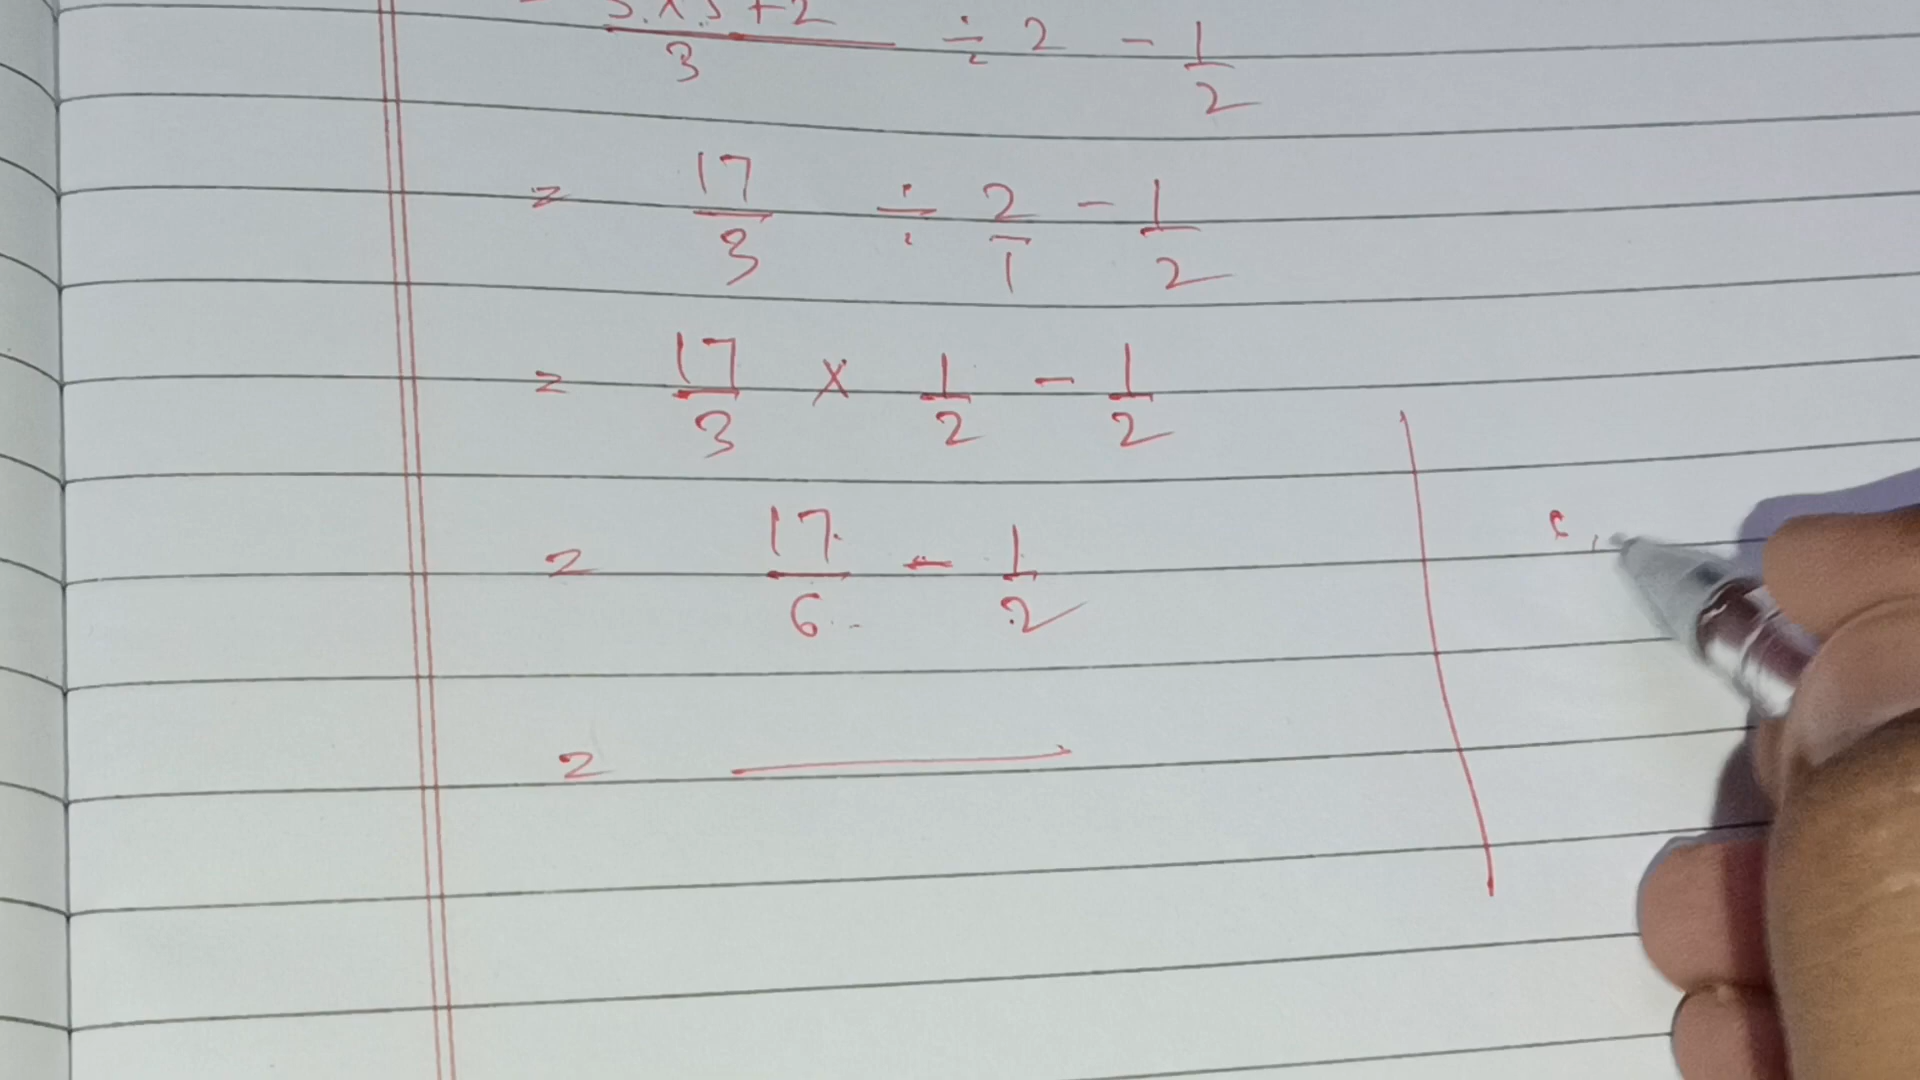 = (5×3+2)/3 ÷ 2 - 1/2
= 17/3 ÷ 2/1 - 1/2
= 17/3 × 1/2 - 1/2
= 17/6 - 1/2
=